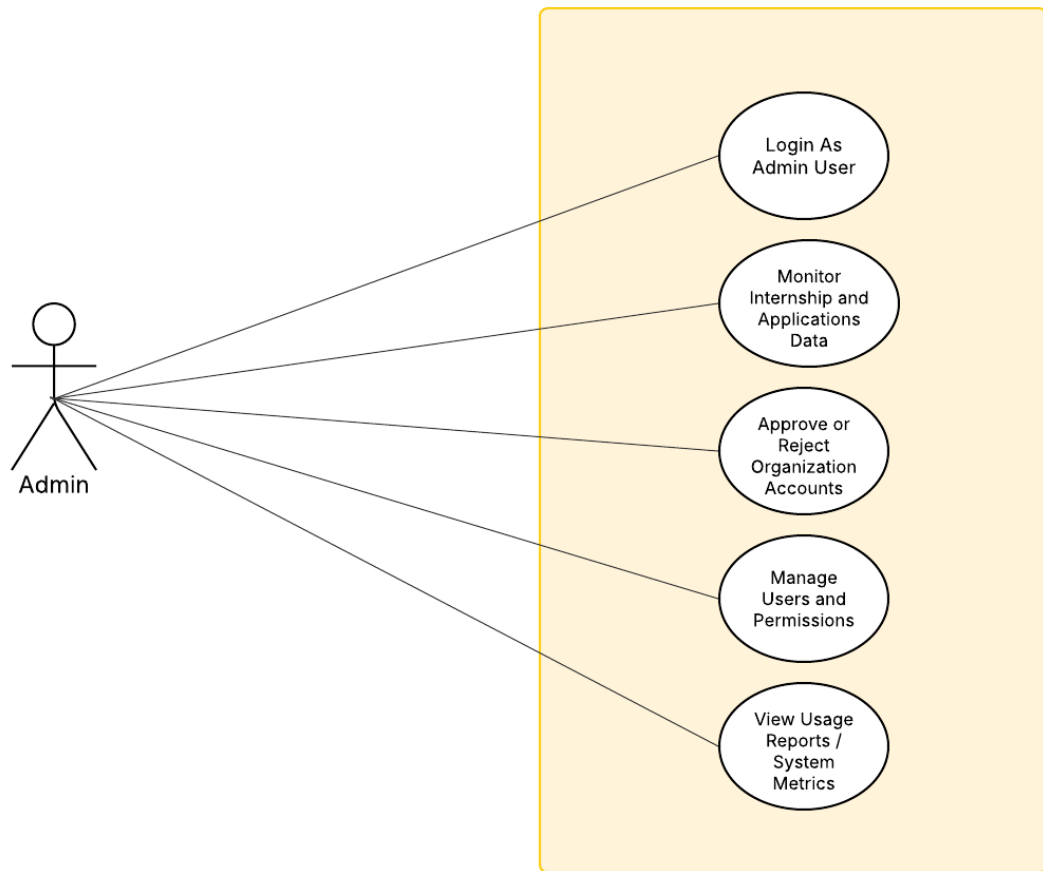 Login As
Admin User
Monitor
Internship and
Applications
Data
Approve or
Reject
Organization
Accounts
Admin
Manage
Users and
Permissions
View Usage
Reports /
System
Metrics